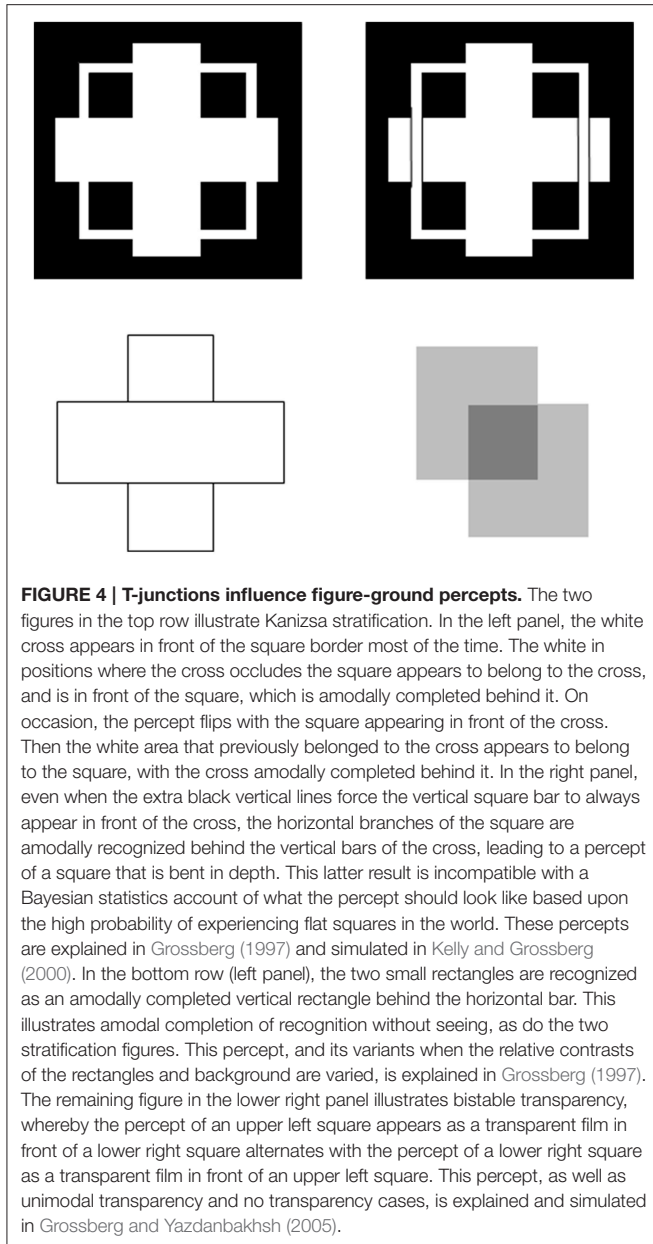 FIGURE 4 | T-junctions influence figure-ground percepts. The two
figures in the top row illustrate Kanizsa stratification. In the left panel, the white
cross appears in front of the square border most of the time. The white in
positions where the cross occludes the square appears to belong to the cross,
and is in front of the square, which is amodally completed behind it. On
occasion, the percept flips with the square appearing in front of the cross.
Then the white area that previously belonged to the cross appears to belong
to the square, with the cross amodally completed behind it. In the right panel,
even when the extra black vertical lines force the vertical square bar to always
appear in front of the cross, the horizontal branches of the square are
amodally recognized behind the vertical bars of the cross, leading to a percept
of a square that is bent in depth. This latter result is incompatible with a
Bayesian statistics account of what the percept should look like based upon
the high probability of experiencing flat squares in the world. These percepts
are explained in Grossberg (1997) and simulated in Kelly and Grossberg
(2000). In the bottom row (left panel), the two small rectangles are recognized
as an amodally completed vertical rectangle behind the horizontal bar. This
illustrates amodal completion of recognition without seeing, as do the two
stratification figures. This percept, and its variants when the relative contrasts
of the rectangles and background are varied, is explained in Grossberg (1997).
The remaining figure in the lower right panel illustrates bistable transparency,
whereby the percept of an upper left square appears as a transparent film in
front of a lower right square alternates with the percept of a lower right square
as a transparent film in front of an upper left square. This percept, as well as
unimodal transparency and no transparency cases, is explained and simulated
in Grossberg and Yazdanbakhsh (2005).